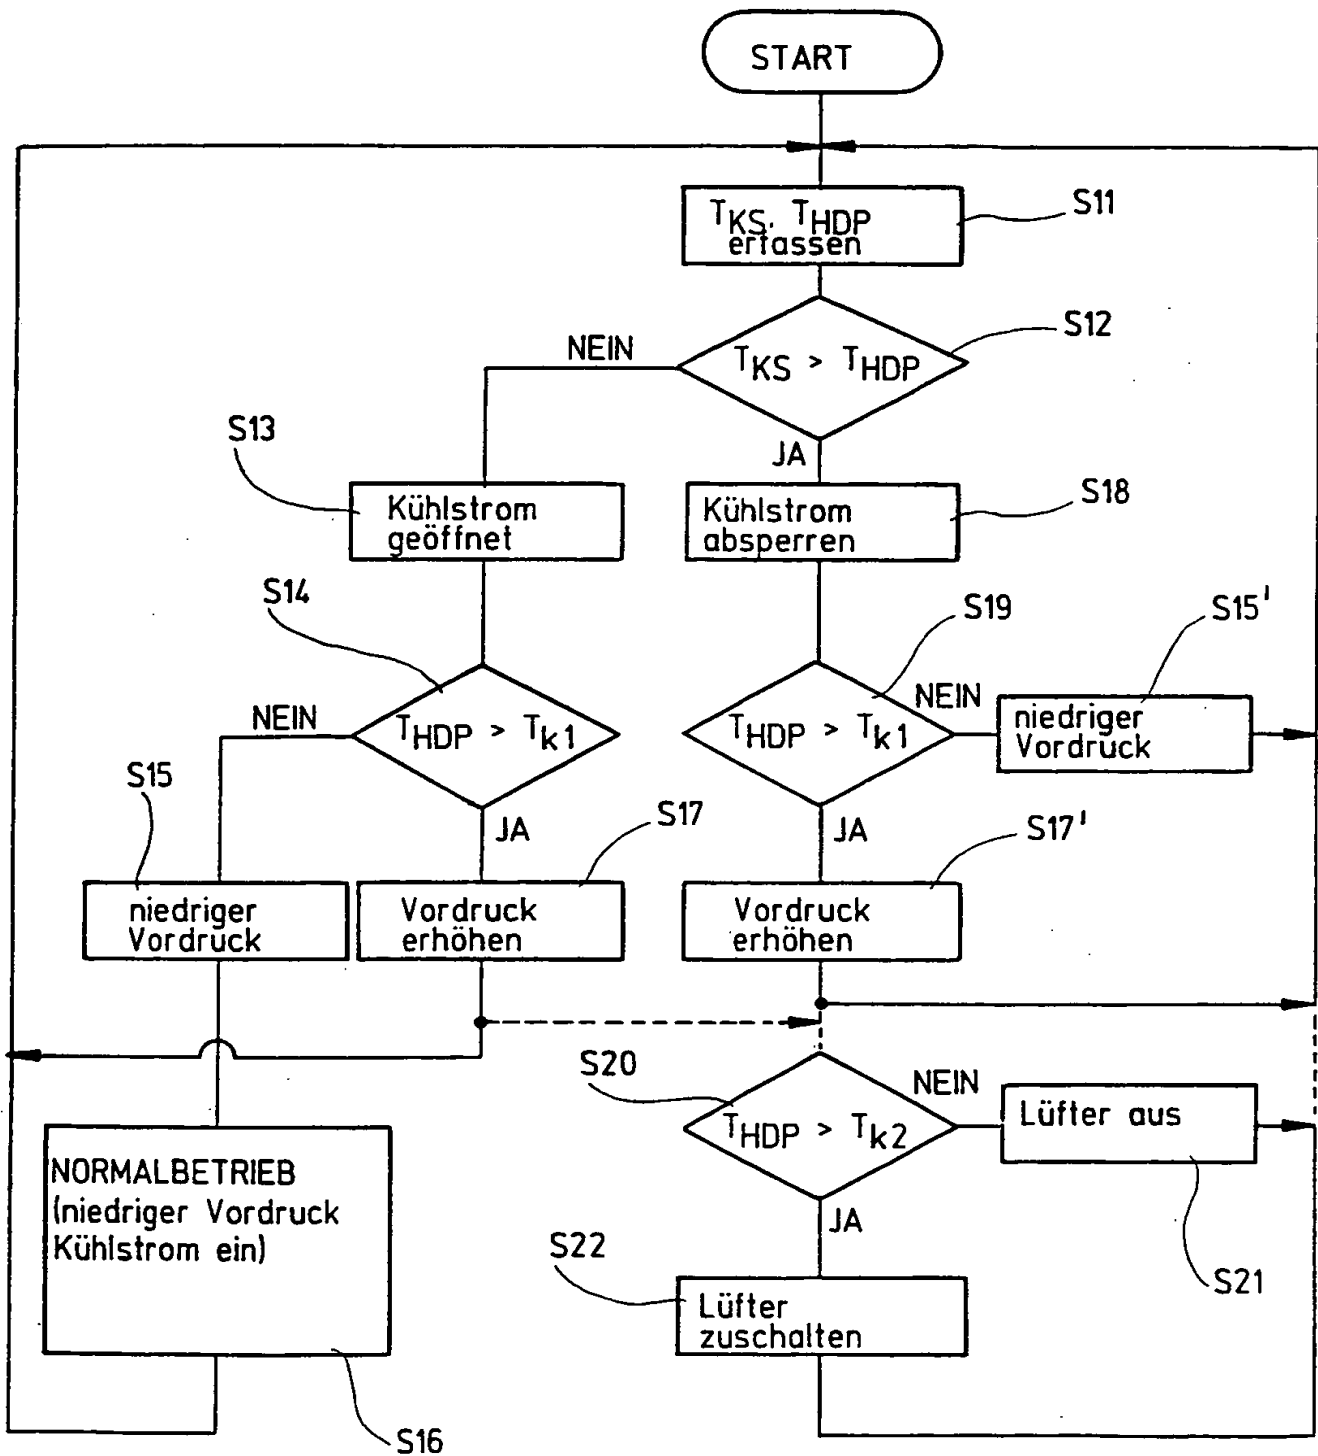 START
T_KS, T_HDP
erfassen
S11
T_KS > T_HDP
S12
NEIN
JA
S13
Kühlstrom
geöffnet
Kühlstrom
absperren
S18
S14
T_HDP > T_k1
NEIN
JA
S19
T_HDP > T_k1
NEIN
JA
S15'
niedriger
Vordruck
S15
niedriger
Vordruck
S17
Vordruck
erhöhen
S17'
Vordruck
erhöhen
S20
T_HDP > T_k2
NEIN
JA
Lüfter aus
S21
NORMALBETRIEB
(niedriger Vordruck
Kühlstrom ein)
S16
S22
Lüfter
zuschalten